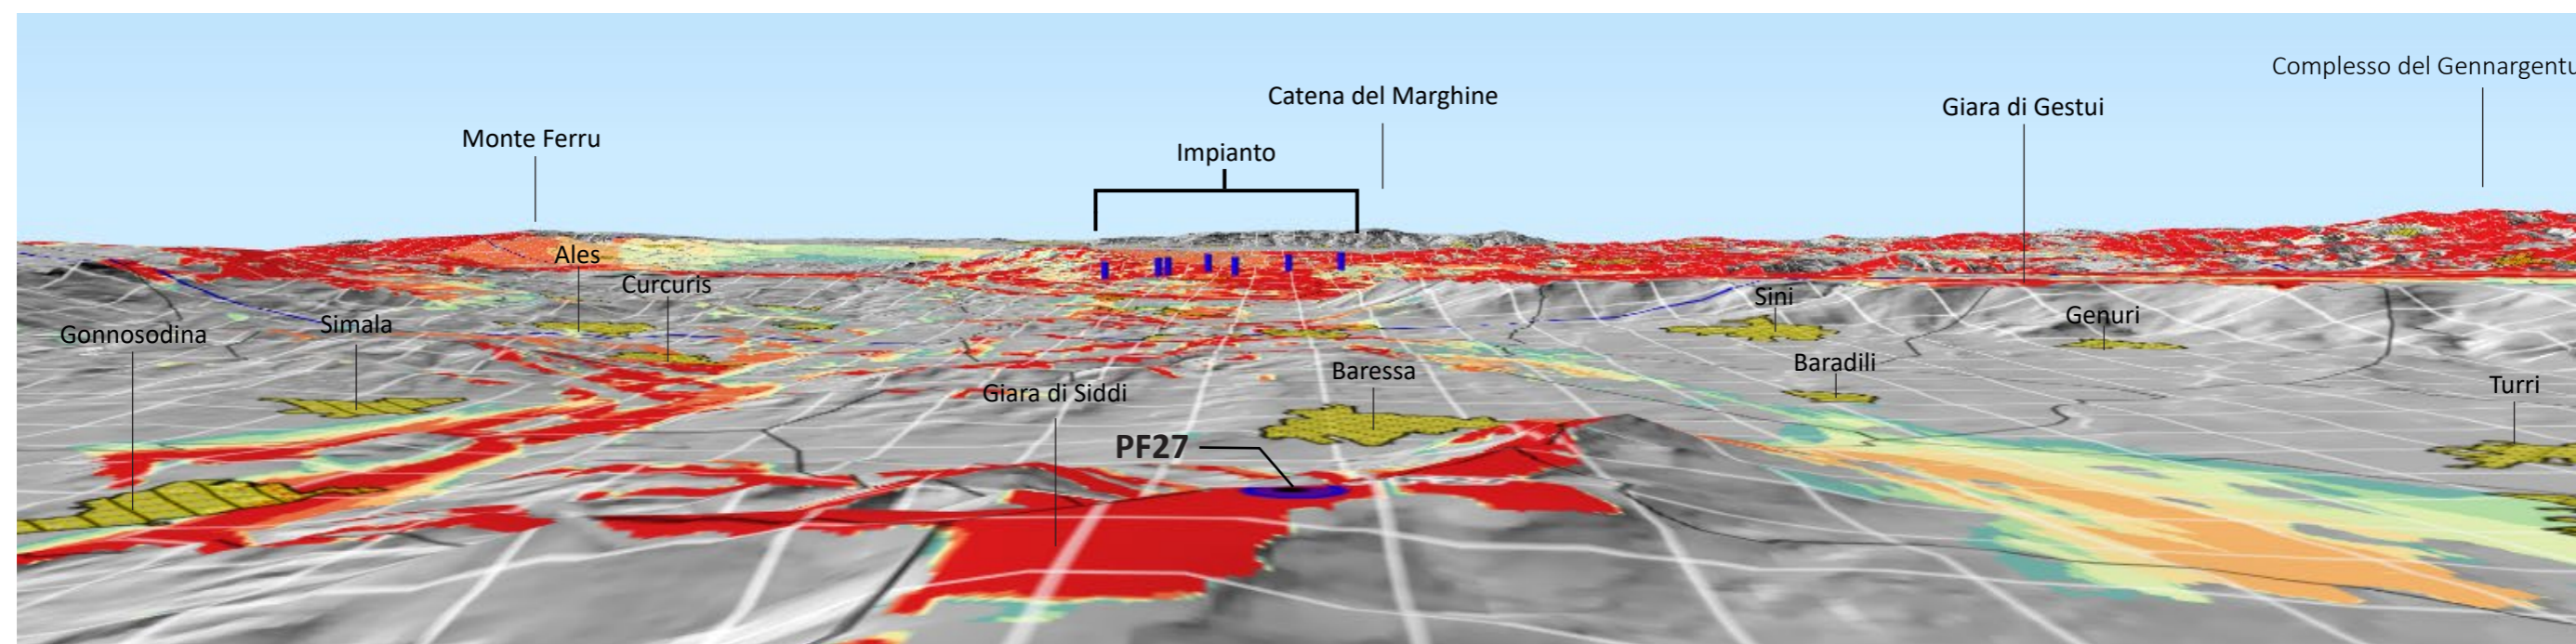 Complesso del Gennargentu
Catena del Marghine
Giara di Gestui
Monte Ferru
Impianto
Ales
Curcuris
Sini
Genuri
Simala
Gonnosodina
Baradili
Baressa
Turri
Giara di Siddi
PF27